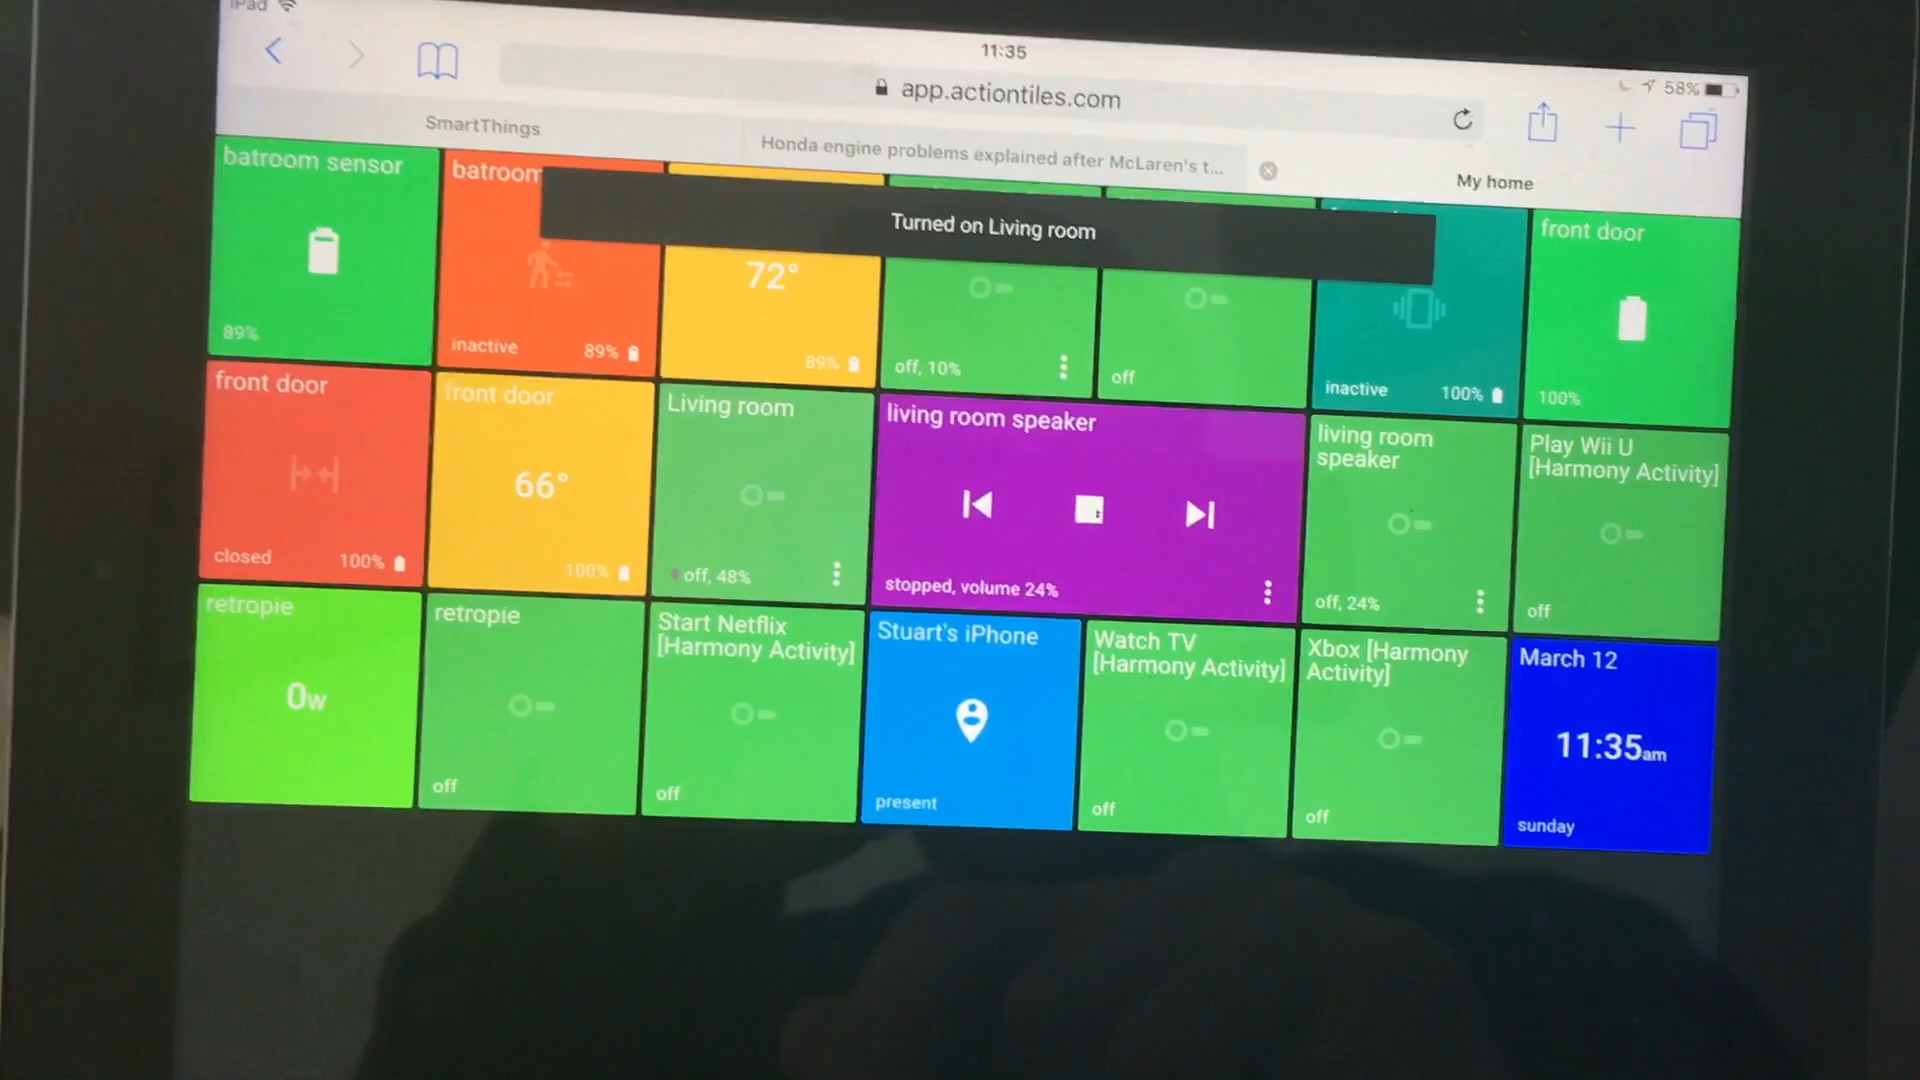 iPad
11:35
58%
app.actiontiles.com
SmartThings
Honda engine problems explained after McLaren's t...
My home
Turned on Living room
batroom sensor
89%
batroom
inactive 89%
72°
89%
off, 10%
off
inactive 100%
front door
100%
front door
closed 100%
front door
66°
100%
Living room
off, 48%
living room speaker
stopped, volume 24%
living room
speaker
off, 24%
Play Wii U
[Harmony Activity]
off
retropie
0w
retropie
off
Start Netflix
[Harmony Activity]
off
Stuart's iPhone
present
Watch TV
[Harmony Activity]
off
Xbox [Harmony
Activity]
off
March 12
11:35am
sunday